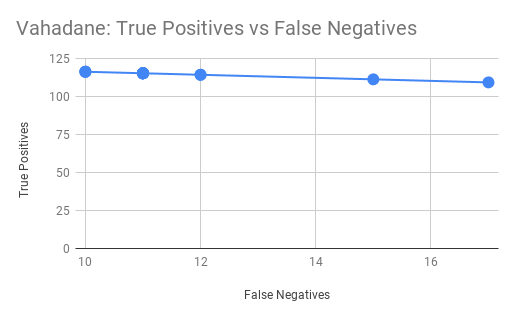 Vahadane: True Positives vs False Negatives
125
100
75
50
25
0
True Positives
10 12 14 16
False Negatives